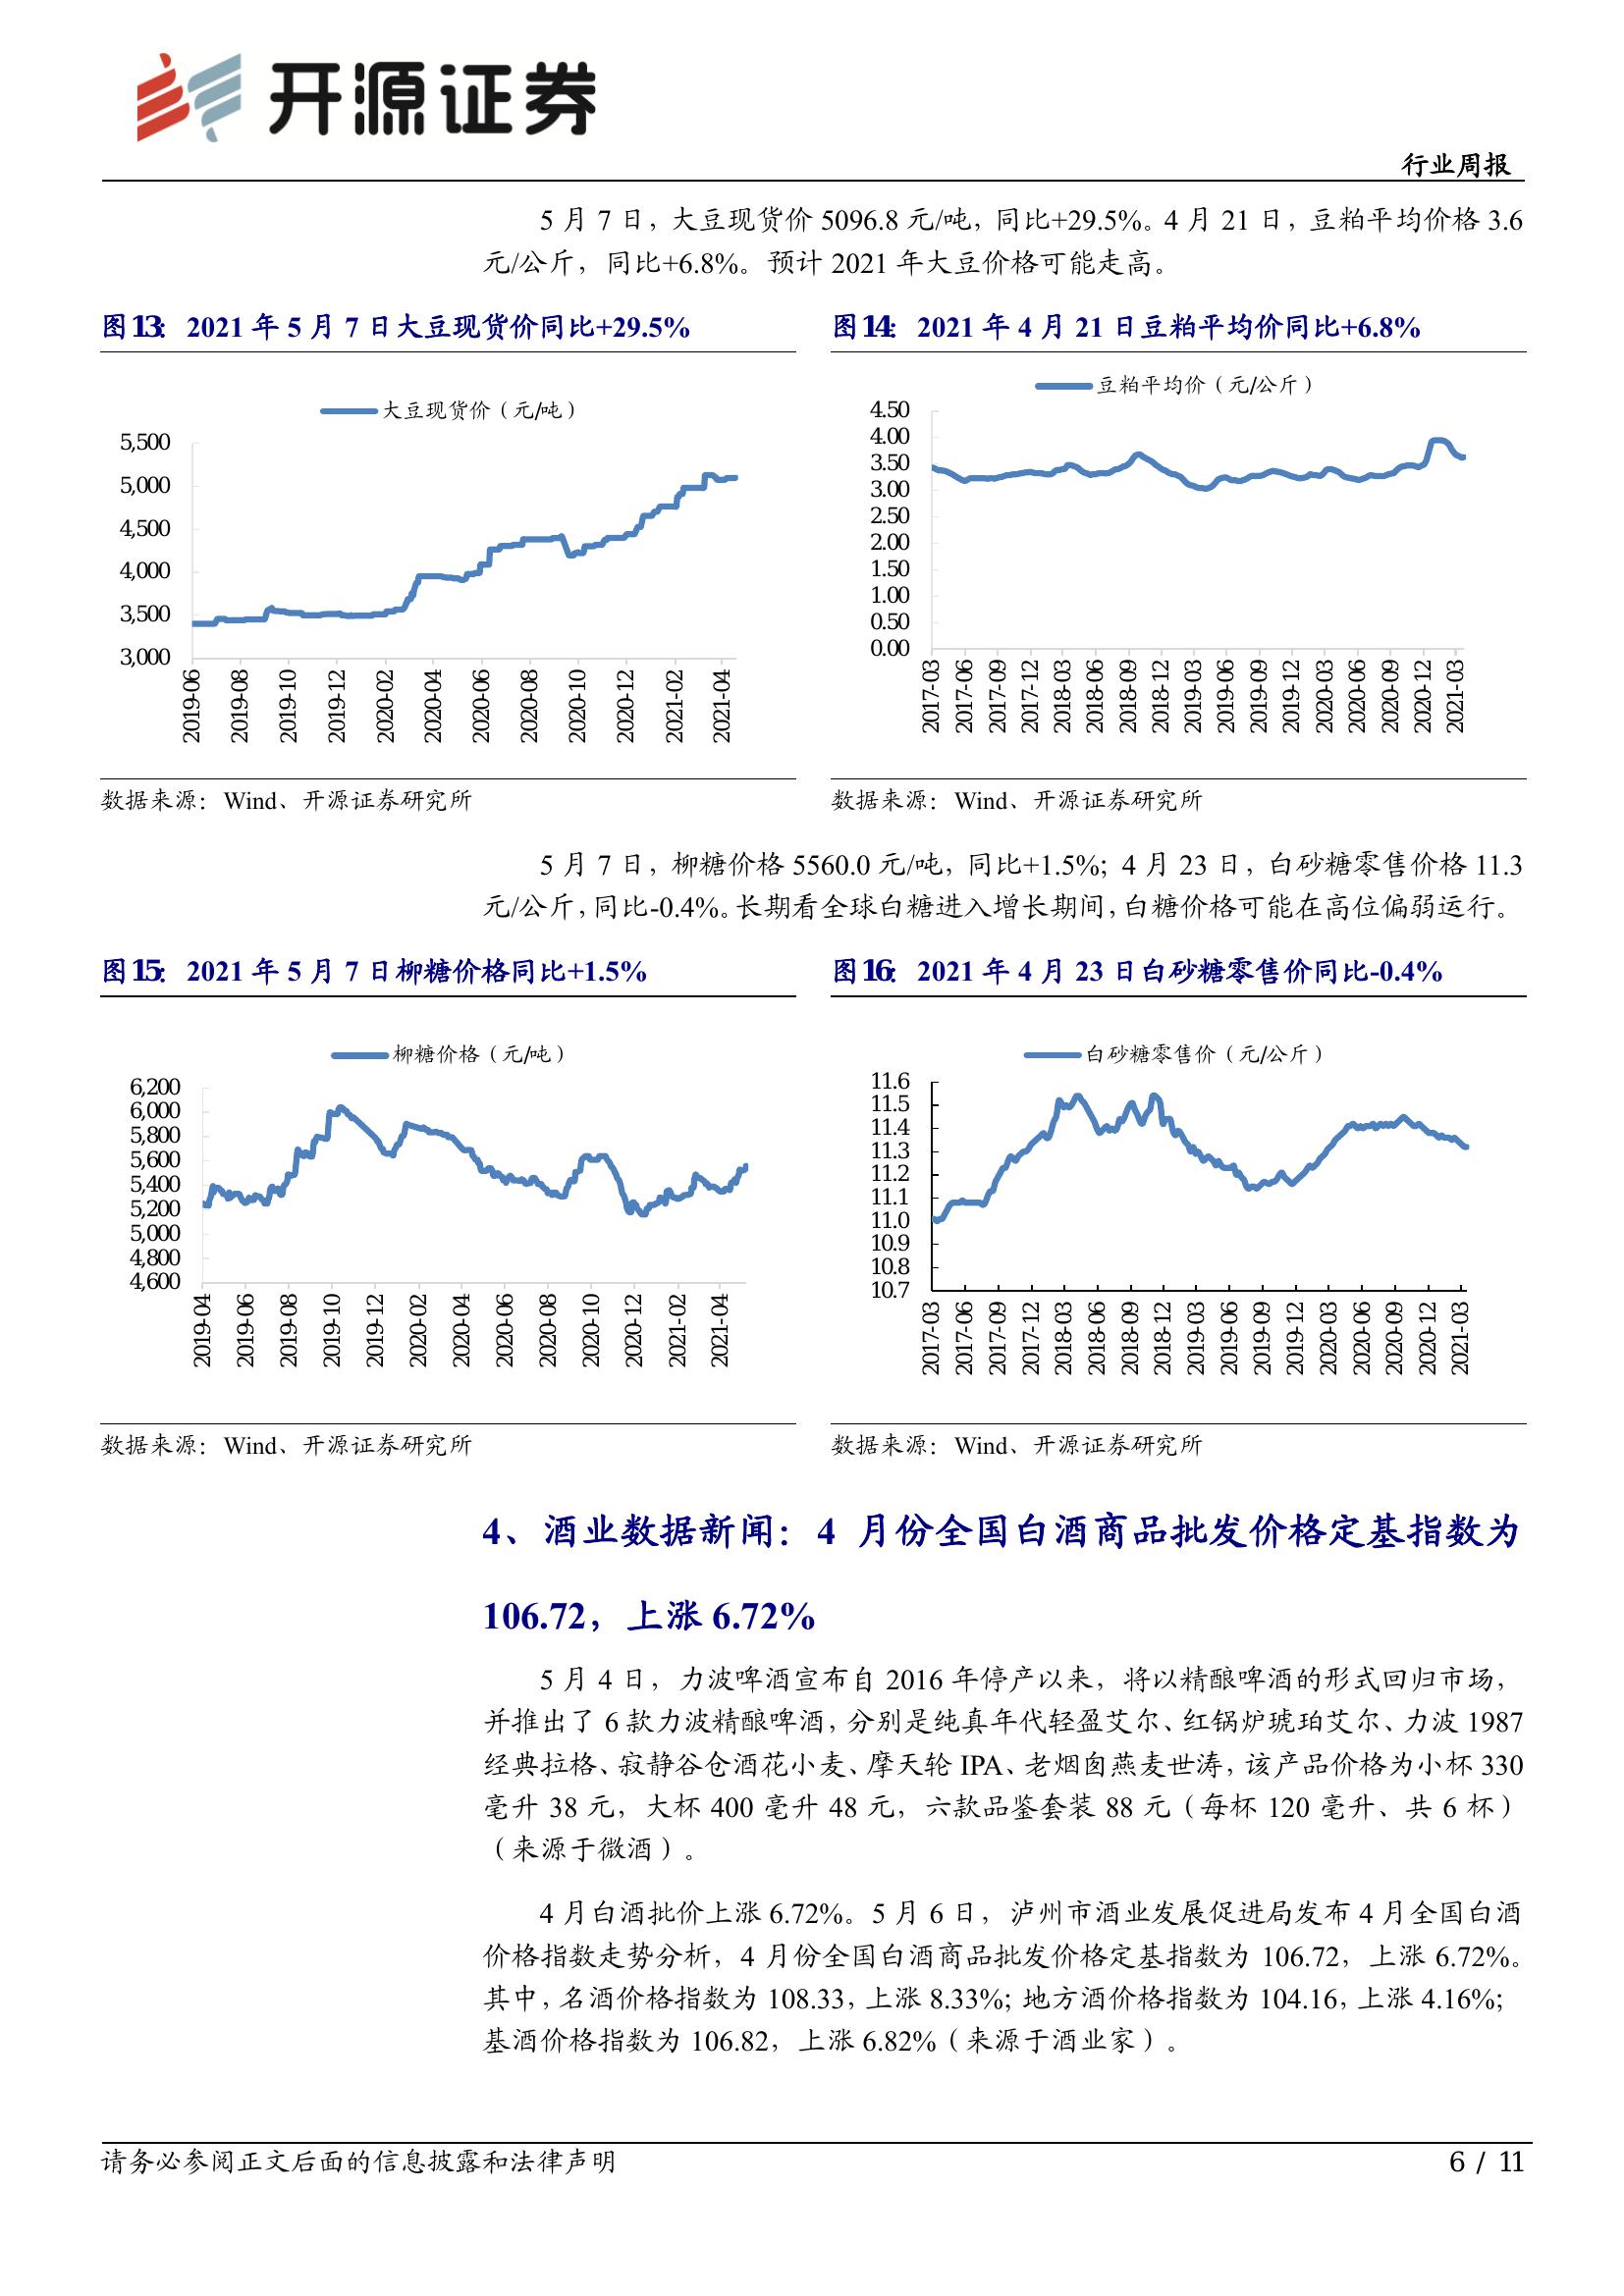 开源证券
行业周报
5 月 7 日，大豆现货价 5096.8 元/吨，同比+29.5%。4 月 21 日，豆粕平均价格 3.6
元/公斤，同比+6.8%。预计 2021 年大豆价格可能走高。
图13： 2021 年 5 月 7 日大豆现货价同比+29.5%
大豆现货价（元/吨）
5,500
5,000
4,500
4,000
3,500
3,000
2019-06 2019-08 2019-10 2019-12 2020-02 2020-04 2020-06 2020-08 2020-10 2020-12 2021-02 2021-04
数据来源：Wind、开源证券研究所
图14： 2021 年 4 月 21 日豆粕平均价同比+6.8%
豆粕平均价（元/公斤）
4.50
4.00
3.50
3.00
2.50
2.00
1.50
1.00
0.50
0.00
2017-03 2017-06 2017-09 2017-12 2018-03 2018-06 2018-09 2018-12 2019-03 2019-06 2019-09 2019-12 2020-03 2020-06 2020-09 2020-12 2021-03
数据来源：Wind、开源证券研究所
5 月 7 日，柳糖价格 5560.0 元/吨，同比+1.5%；4 月 23 日，白砂糖零售价格 11.3
元/公斤，同比-0.4%。长期看全球白糖进入增长期间，白糖价格可能在高位偏弱运行。
图15： 2021 年 5 月 7 日柳糖价格同比+1.5%
柳糖价格（元/吨）
6,200
6,000
5,800
5,600
5,400
5,200
5,000
4,800
4,600
2019-04 2019-06 2019-08 2019-10 2019-12 2020-02 2020-04 2020-06 2020-08 2020-10 2020-12 2021-02 2021-04
数据来源：Wind、开源证券研究所
图16： 2021 年 4 月 23 日白砂糖零售价同比-0.4%
白砂糖零售价（元/公斤）
11.6
11.5
11.4
11.3
11.2
11.1
11.0
10.9
10.8
10.7
2017-03 2017-06 2017-09 2017-12 2018-03 2018-06 2018-09 2018-12 2019-03 2019-06 2019-09 2019-12 2020-03 2020-06 2020-09 2020-12 2021-03
数据来源：Wind、开源证券研究所
4、酒业数据新闻：4 月份全国白酒商品批发价格定基指数为
106.72，上涨 6.72%
5 月 4 日，力波啤酒宣布自 2016 年停产以来，将以精酿啤酒的形式回归市场，
并推出了 6 款力波精酿啤酒，分别是纯真年代轻盈艾尔、红锅炉琥珀艾尔、力波 1987
经典拉格、寂静谷仓酒花小麦、摩天轮 IPA、老烟囱燕麦世涛，该产品价格为小杯 330
毫升 38 元，大杯 400 毫升 48 元，六款品鉴套装 88 元（每杯 120 毫升、共 6 杯）
（来源于微酒）。
4 月白酒批价上涨 6.72%。5 月 6 日，泸州市酒业发展促进局发布 4 月全国白酒
价格指数走势分析，4 月份全国白酒商品批发价格定基指数为 106.72，上涨 6.72%。
其中，名酒价格指数为 108.33，上涨 8.33%；地方酒价格指数为 104.16，上涨 4.16%；
基酒价格指数为 106.82，上涨 6.82%（来源于酒业家）。
请务必参阅正文后面的信息披露和法律声明
6 / 11